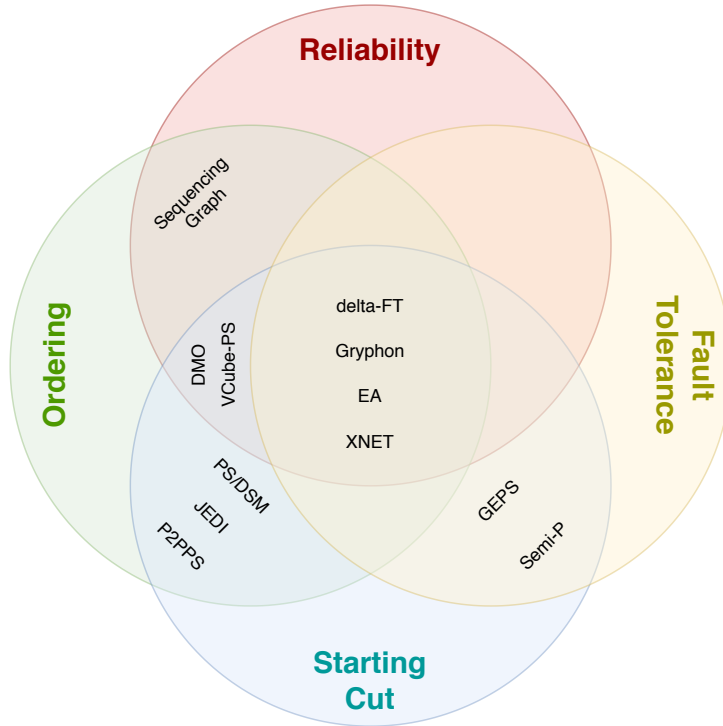 Reliability
Sequencing
Graph
Ordering
DMO
VCube-PS
delta-FT
Gryphon
EA
XNET
Fault
Tolerance
PS/DSM
JEDI
P2PPS
GEPS
Semi-P
Starting
Cut